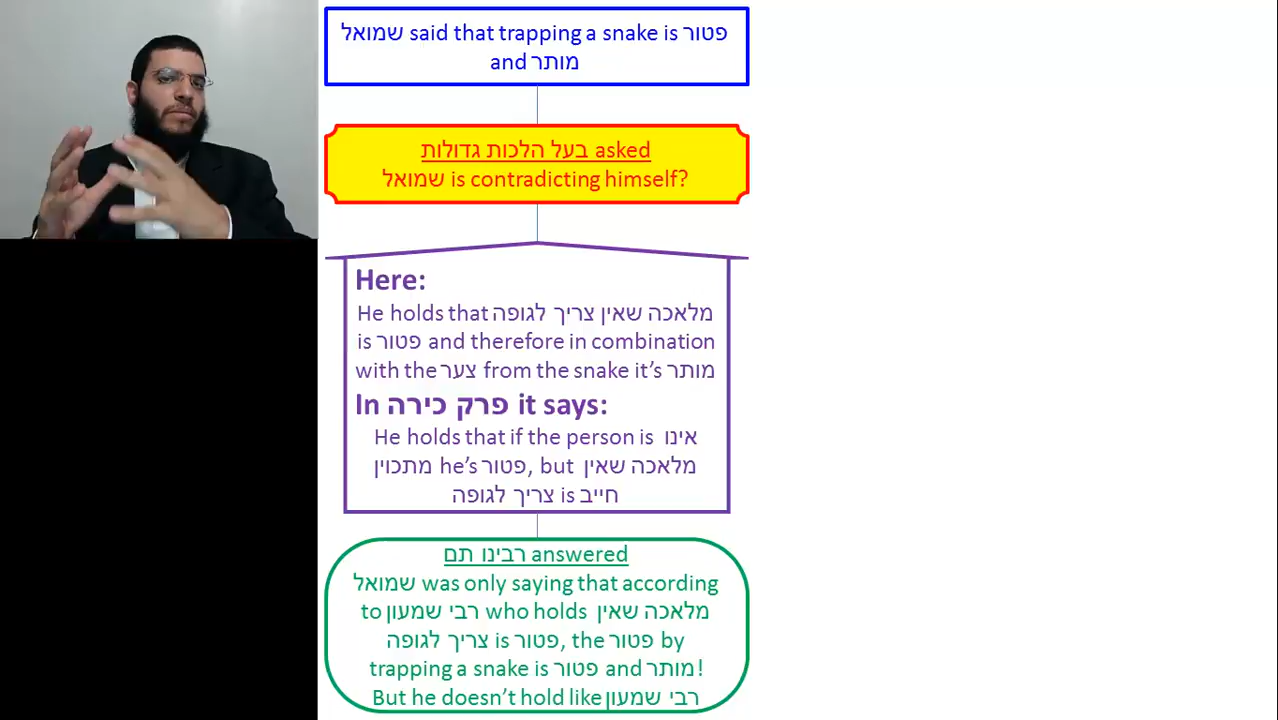 שמואל said that trapping a snake is פטור
and מותר
בעל הלכות גדולות asked
שמואל is contradicting himself?
Here:
He holds that מלאכה שאין צריך לגופה
is פטור and therefore in combination
with the צער from the snake it's מותר
In פרק כירה it says:
He holds that if the person is אינו
מתכוין he's פטור, but מלאכה שאין
צריך לגופה is חייב
רבינו תם answered
שמואל was only saying that according
to רבי שמעון who holds מלאכה שאין
צריך לגופה is פטור, the פטור by
trapping a snake is פטור and מותר!
But he doesn't hold like רבי שמעון